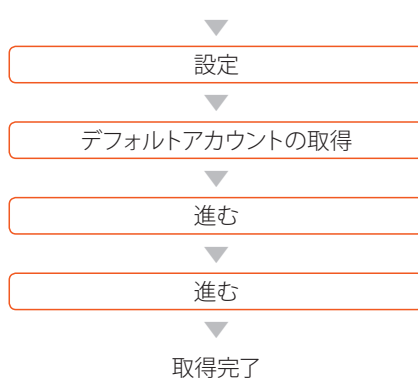 設定
デフォルトアカウントの取得
進む
進む
取得完了